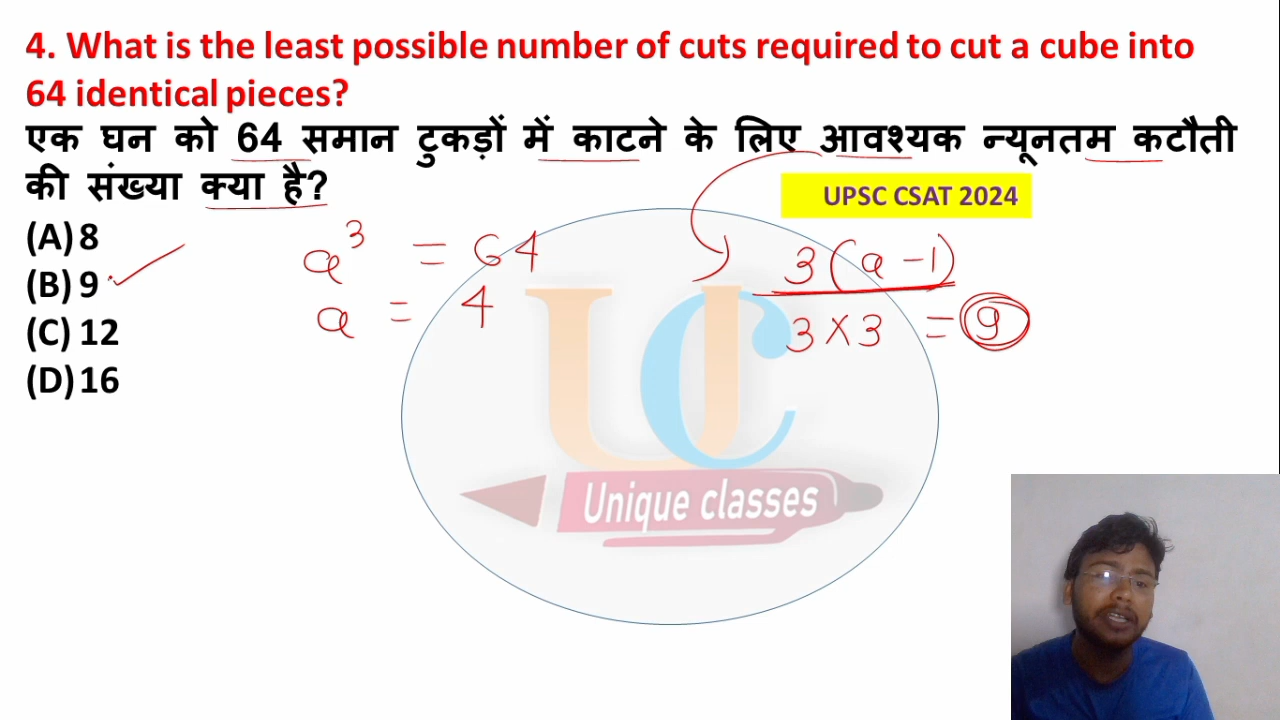 4. What is the least possible number of cuts required to cut a cube into
64 identical pieces?
एक घन को 64 समान टुकड़ों में काटने के लिए आवश्यक न्यूनतम कटौती
की संख्या क्या है?
UPSC CSAT 2024
(A) 8
(B) 9
(C) 12
(D) 16
a³ = 64
a = 4
3(a-1)
3×3 = 9
UC
Unique classes